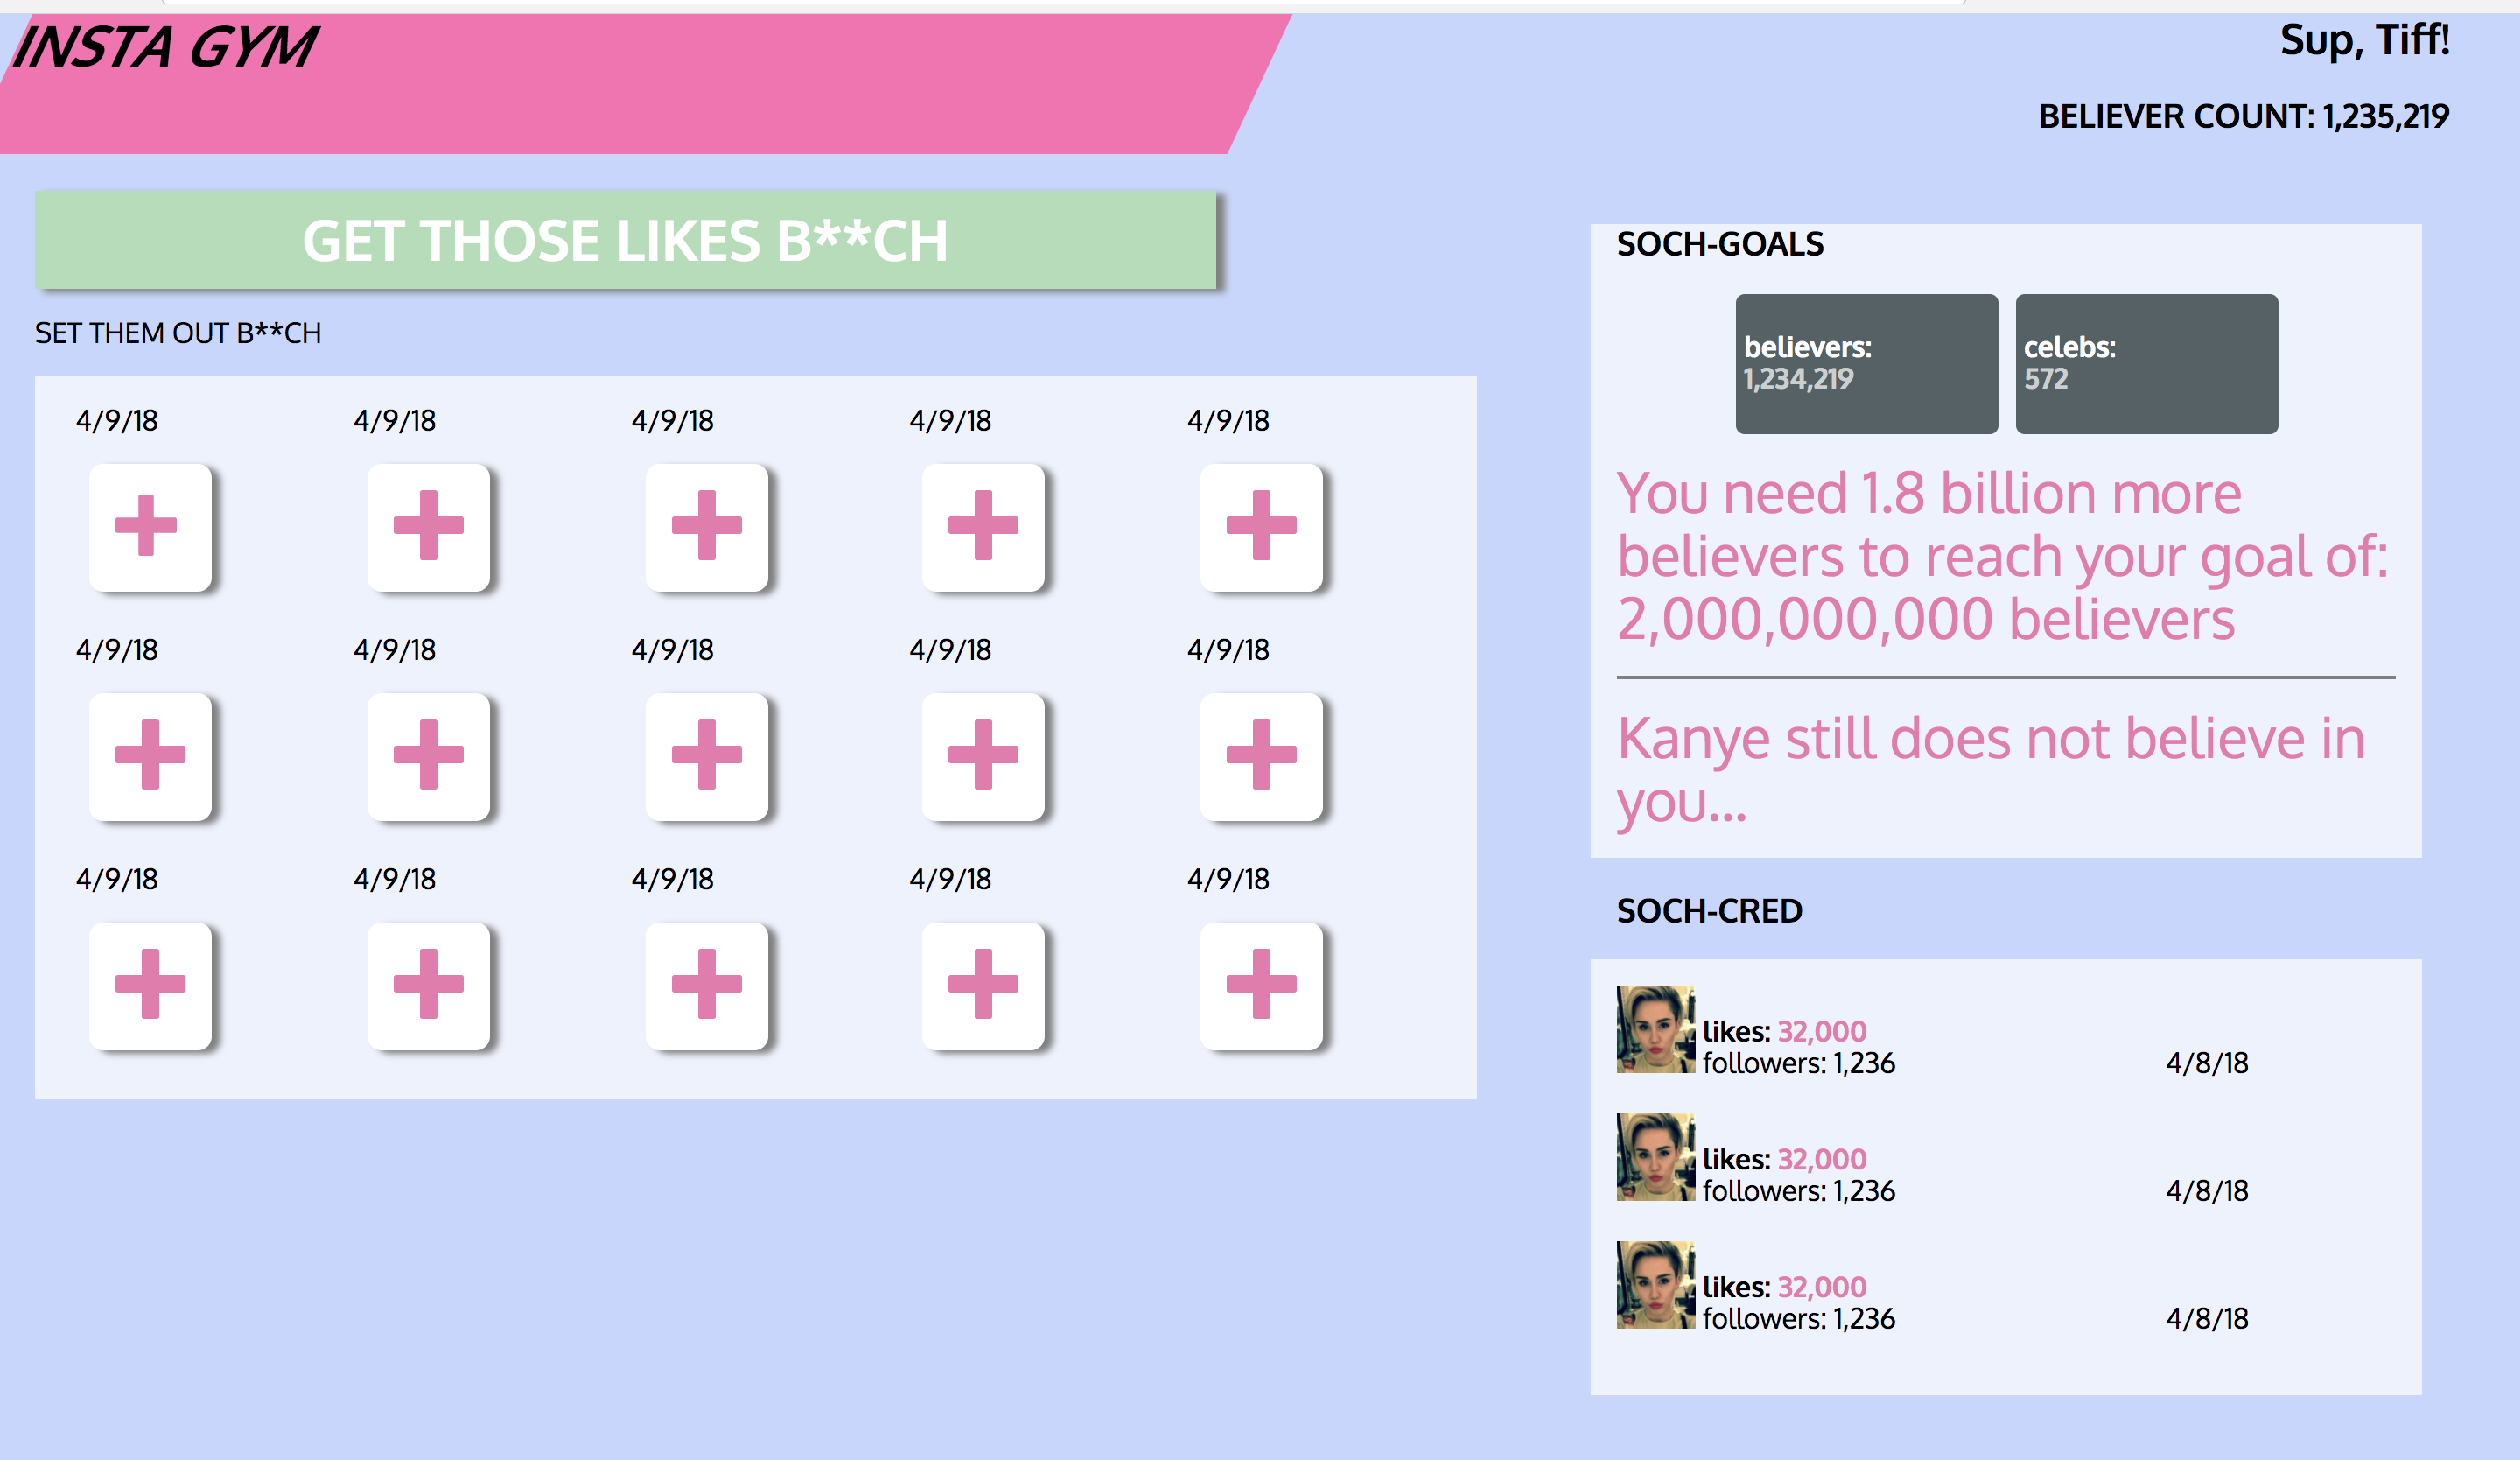 INSTA GYM
Sup, Tiff!
BELIEVER COUNT: 1,235,219
GET THOSE LIKES B**CH
SET THEM OUT B**CH
4/9/18 4/9/18 4/9/18 4/9/18 4/9/18
4/9/18 4/9/18 4/9/18 4/9/18 4/9/18
4/9/18 4/9/18 4/9/18 4/9/18 4/9/18
SOCH-GOALS
believers:
1,234,219
celebs:
572
You need 1.8 billion more
believers to reach your goal of:
2,000,000,000 believers
Kanye still does not believe in
you...
SOCH-CRED
likes: 32,000
followers: 1,236 4/8/18
likes: 32,000
followers: 1,236 4/8/18
likes: 32,000
followers: 1,236 4/8/18